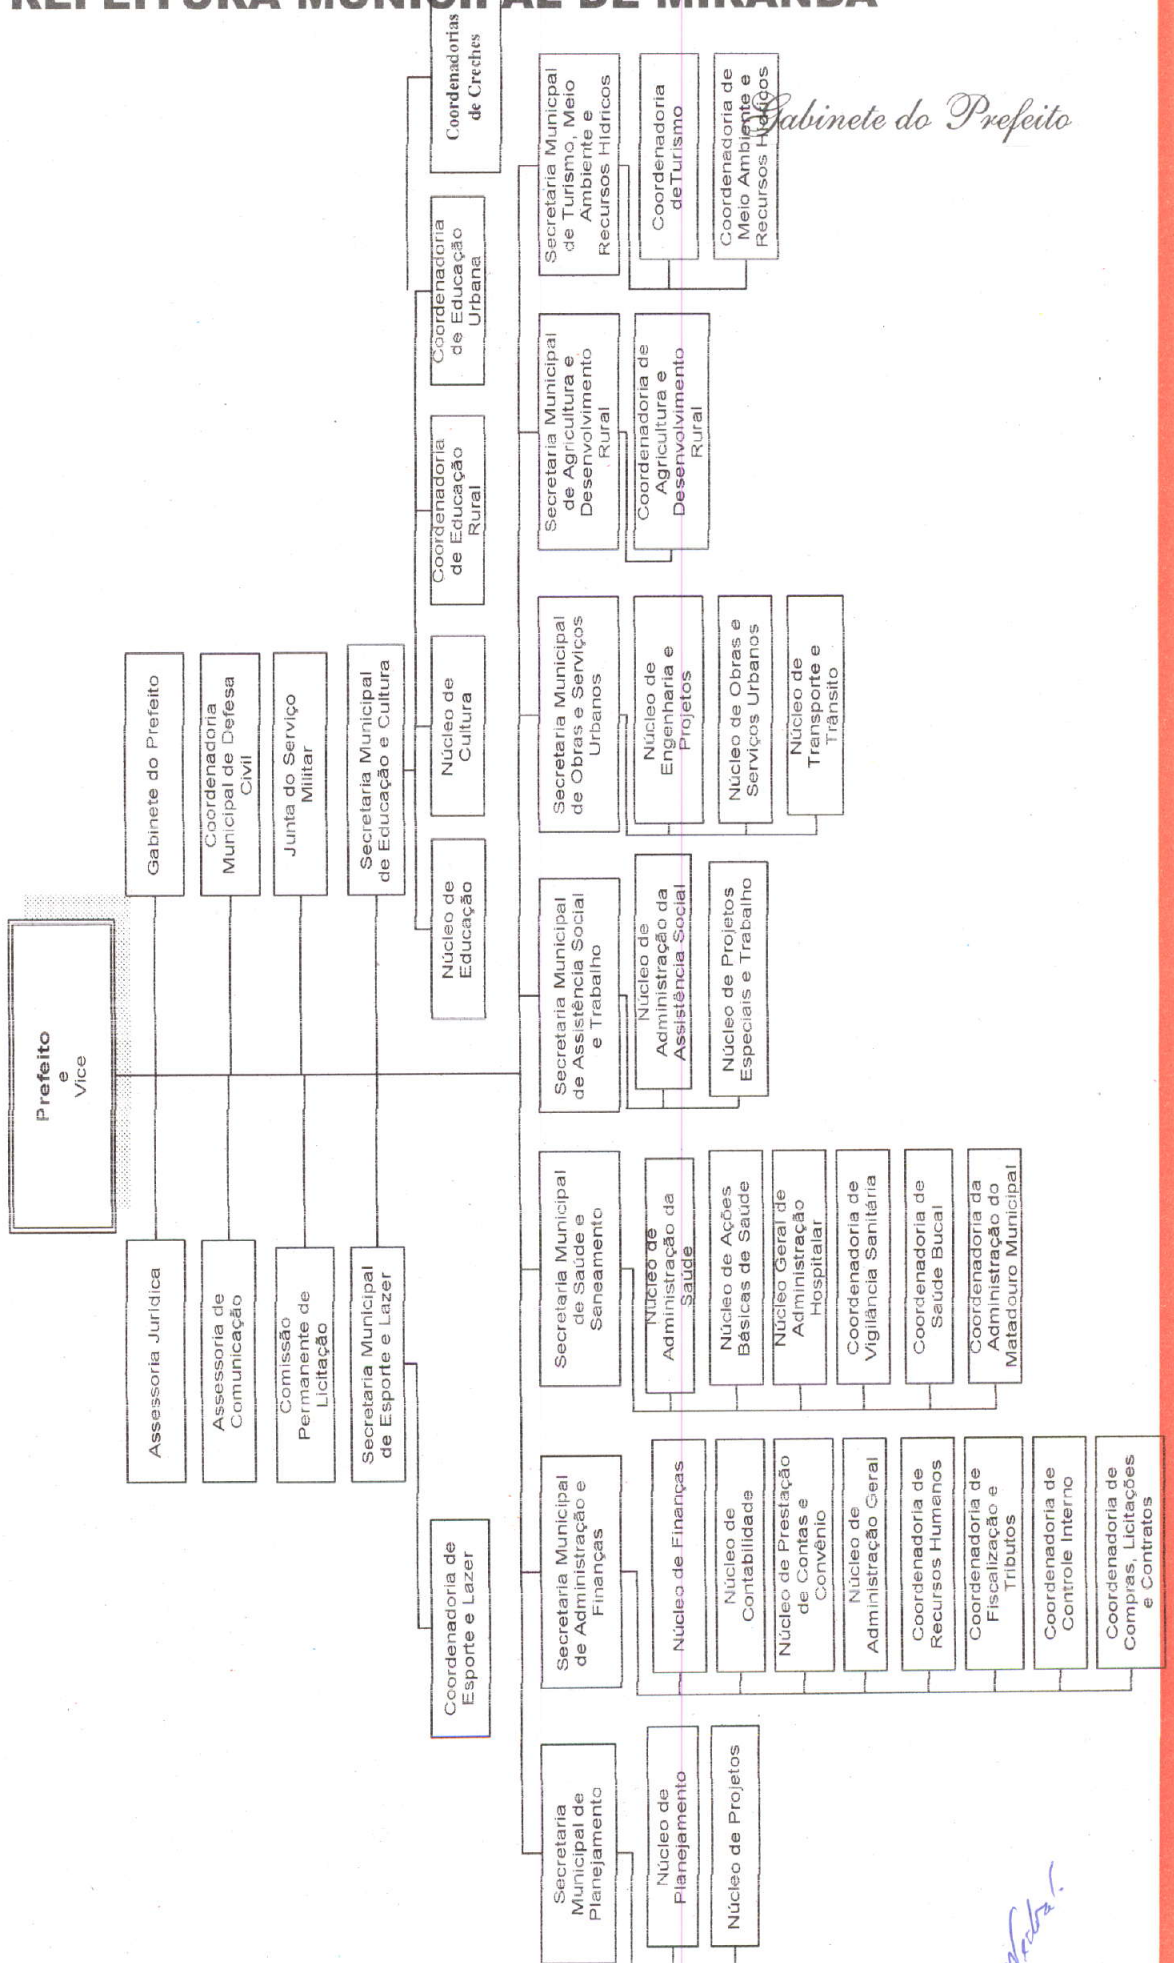 REFEITURA MUNICIPAL DE MIRANDA
Gabinete do Prefeito
Prefeito
e
Vice
Assessoria Jurídica
Gabinete do Prefeito
Assessoria de
Comunicação
Coordenadoria
Municipal de Defesa
Civil
Comissão
Permanente de
Licitação
Junta do Serviço
Militar
Secretaria Municipal
de Esporte e Lazer
Secretaria Municipal
de Educação e Cultura
Coordenadoria de
Esporte e Lazer
Núcleo de
Educação
Núcleo de
Cultura
Coordenadoria
de Educação
Rural
Coordenadoria
de Educação
Urbana
Coordenadorias
de Creches
Secretaria
Municipal de
Planejamento
Núcleo de
Planejamento
Núcleo de Projetos
Secretaria Municipal
de Administração e
Finanças
Núcleo de Finanças
Núcleo de
Contabilidade
Núcleo de Prestação
de Contas e
Convênio
Núcleo de
Administração Geral
Coordenadoria de
Recursos Humanos
Coordenadoria de
Fiscalização e
Tributos
Coordenadoria de
Controle Interno
Coordenadoria de
Compras, Licitações
e Contratos
Secretaria Municipal
de Saúde e
Saneamento
Núcleo de
Administração da
Saúde
Núcleo de Ações
Básicas de Saúde
Núcleo Geral de
Administração
Hospitalar
Coordenadoria de
Vigilância Sanitária
Coordenadoria de
Saúde Bucal
Coordenadoria da
Administração do
Matadouro Municipal
Secretaria Municipal
de Assistência Social
e Trabalho
Núcleo de
Administração da
Assistência Social
Núcleo de Projetos
Especiais e Trabalho
Secretaria Municipal
de Obras e Serviços
Urbanos
Núcleo de
Engenharia e
Projetos
Núcleo de Obras e
Serviços Urbanos
Núcleo de
Transporte e
Trânsito
Secretaria Municipal
de Agricultura e
Desenvolvimento
Rural
Coordenadoria de
Agricultura e
Desenvolvimento
Rural
Secretaria Municpal
de Turismo, Meio
Ambiente e
Recursos HIdricos
Coordenadoria
deTurismo
Coordenadoria de
Meio Ambiente e
Recursos Hídricos